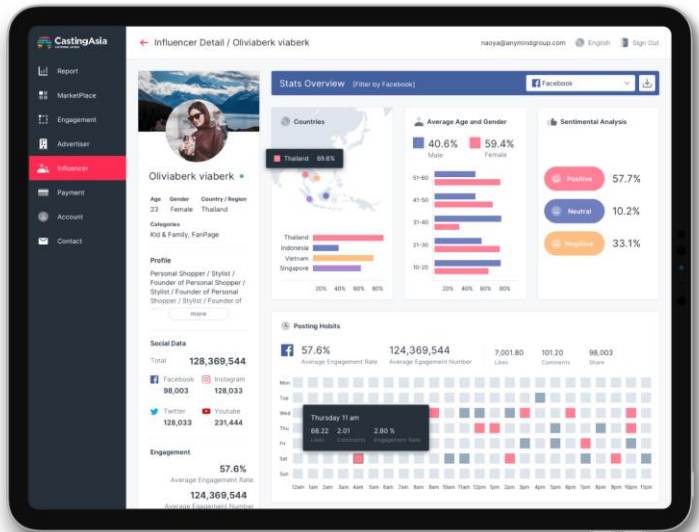 CastingAsia
← Influencer Detail / Oliviaberk viaberk
naoya@anymindgroup.com
English
Sign Out
Report
MarketPlace
Engagement
Advertiser
Influencer
Payment
Account
Contact
Oliviaberk viaberk
Age Gender Country / Region
23 Female Thailand
Categories
Kid & Family, FanPage
Profile
Personal Shopper / Stylist /
Founder of Personal Shopper /
Stylist / Founder of Personal
Shopper / Stylist / Founder of
more
Social Data
Total 128,369,544
Facebook Instagram
98,003 128,033
Twitter Youtube
128,033 231,444
Engagement
57.6%
Average Engagement Rate
124,369,544
Average Engagement Number
Stats Overview [Filter by Facebook]
Facebook
Countries
Thailand 69.6%
Thailand
Indonesia
Vietnam
Singapore
20% 40% 60% 80%
Average Age and Gender
40.6% 59.4%
Male Female
51-60
41-50
31-40
21-30
10-20
20% 40% 60% 80%
Sentimental Analysis
Positive 57.7%
Neutral 10.2%
Negative 33.1%
Posting Habits
57.6% 124,369,544 7,001.80 101.20 98,003
Average Engagement Rate Average Egagement Number Likes Comments Share
Mon
Tue
Wed
Thu
Fri
Sat
Sun
Thursday 11 am
68.22 2.01 2.80 %
Likes Comments Engagement Rate
12am 1am 2am 3am 4am 5am 6am 7am 8am 9am 10am 11am 12pm 1pm 2pm 3pm 4pm 5pm 6pm 7pm 8pm 9pm 10pm 11pm